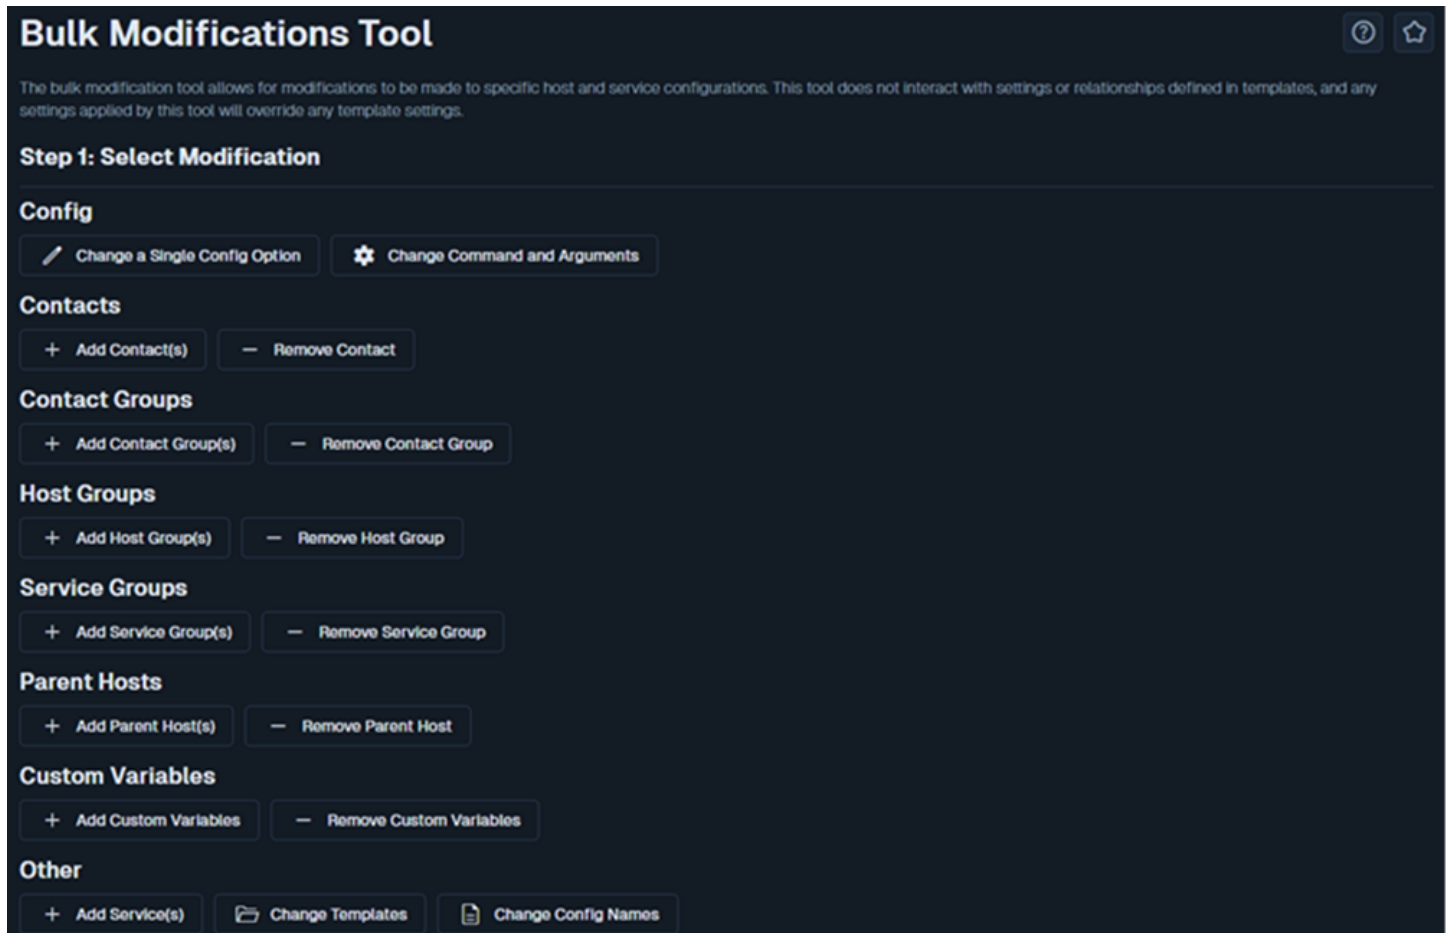 Bulk Modifications Tool
The bulk modification tool allows for modifications to be made to specific host and service configurations. This tool does not interact with settings or relationships defined in templates, and any
settings applied by this tool will override any template settings.
Step 1: Select Modification
Config
Change a Single Config Option Change Command and Arguments
Contacts
Add Contact(s) Remove Contact
Contact Groups
Add Contact Group(s) Remove Contact Group
Host Groups
Add Host Group(s) Remove Host Group
Service Groups
Add Service Group(s) Remove Service Group
Parent Hosts
Add Parent Host(s) Remove Parent Host
Custom Variables
Add Custom Variables Remove Custom Variables
Other
Add Service(s) Change Templates Change Config Names